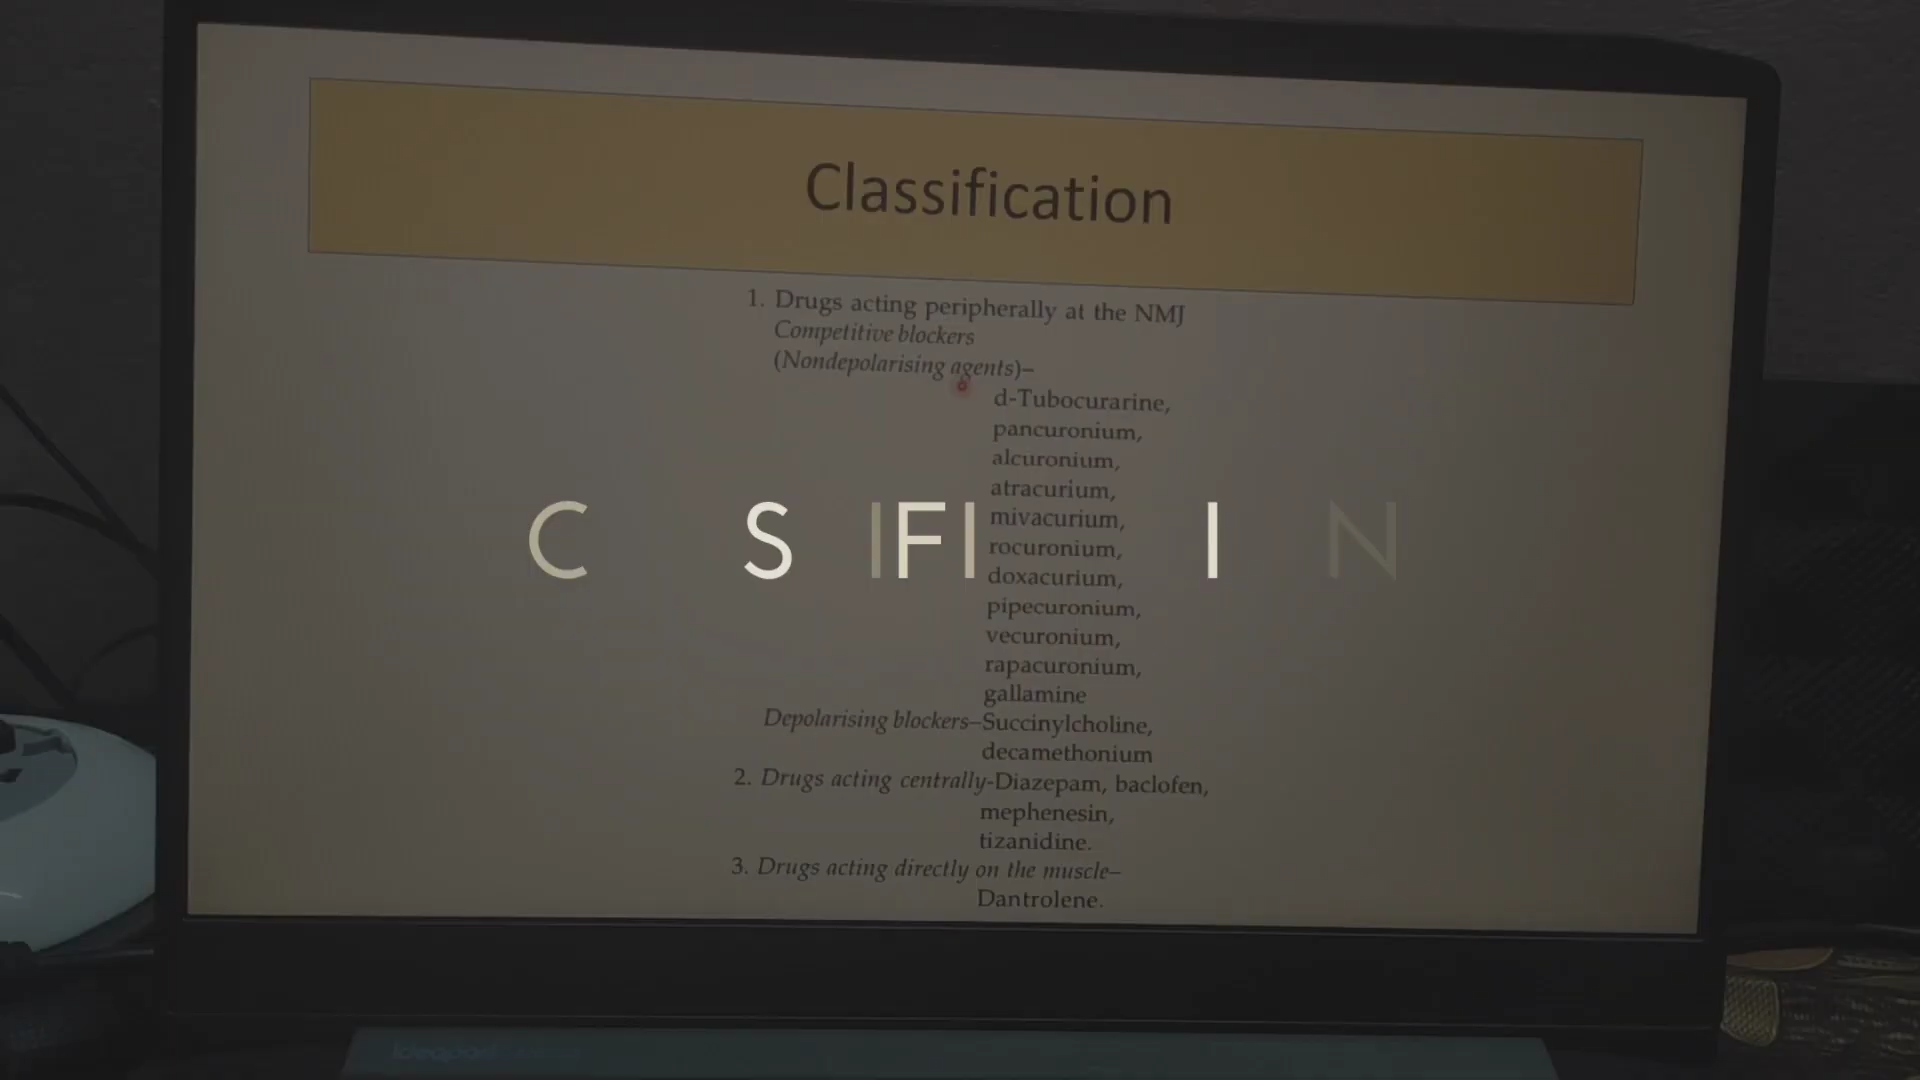 Classification
1. Drugs acting peripherally at the NMJ
Competitive blockers
(Nondepolarising agents)–
d-Tubocurarine,
pancuronium,
alcuronium,
atracurium,
C S IFI I N
mivacurium,
rocuronium,
doxacurium,
pipecuronium,
vecuronium,
rapacuronium,
gallamine
Depolarising blockers–Succinylcholine,
decamethonium
2. Drugs acting centrally-Diazepam, baclofen,
mephenesin,
tizanidine.
3. Drugs acting directly on the muscle–
Dantrolene.
ideapad